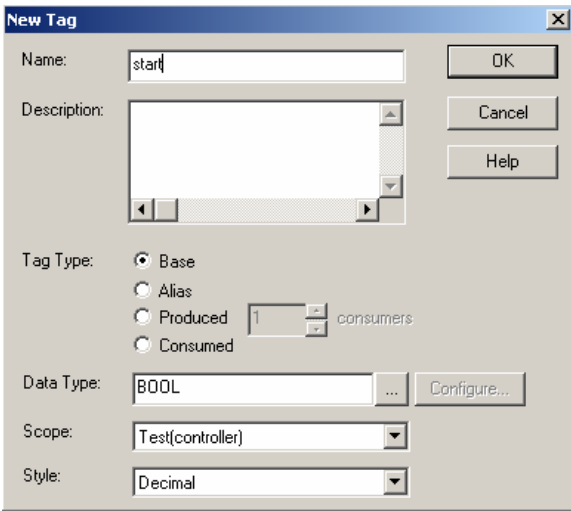 New Tag
Name: start OK
Description: Cancel
Help
Tag Type: Base
Alias
Produced 1 consumers
Consumed
Data Type: BOOL ... Configure...
Scope: Test(controller)
Style: Decimal